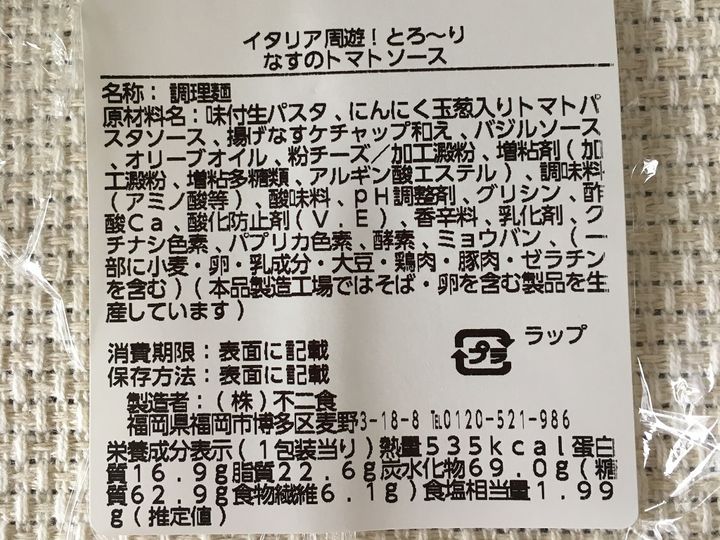 イタリア周遊！とろ～り
なすのトマトソース
名称：調理麺
原材料名：味付生パスタ、にんにく玉葱入りトマトパ
スタソース、揚げなすケチャップ和え、バジルソース
、オリーブオイル、粉チーズ／加工澱粉、増粘剤（加
工澱粉、増粘多糖類、アルギン酸エステル）、調味料
（アミノ酸等）、酸味料、ｐＨ調整剤、グリシン、酢
酸Ｃａ、酸化防止剤（Ｖ．Ｅ）、香辛料、乳化剤、ク
チナシ色素、パプリカ色素、酵素、ミョウバン、（一
部に小麦・卵・乳成分・大豆・鶏肉・豚肉・ゼラチン
を含む）（本品製造工場ではそば・卵を含む製品を生
産しています）
消費期限：表面に記載
保存方法：表面に記載
プラ
ラップ
製造者：（株）不二食
福岡県福岡市博多区麦野3-18-8 ℡0120-521-986
栄養成分表示（１包装当り）熱量５３５ｋｃａｌ蛋白
質１６．９ｇ脂質２２．６ｇ炭水化物６９．０ｇ（糖
質６２．９ｇ食物繊維６．１ｇ）食塩相当量１．９９
ｇ（推定値）